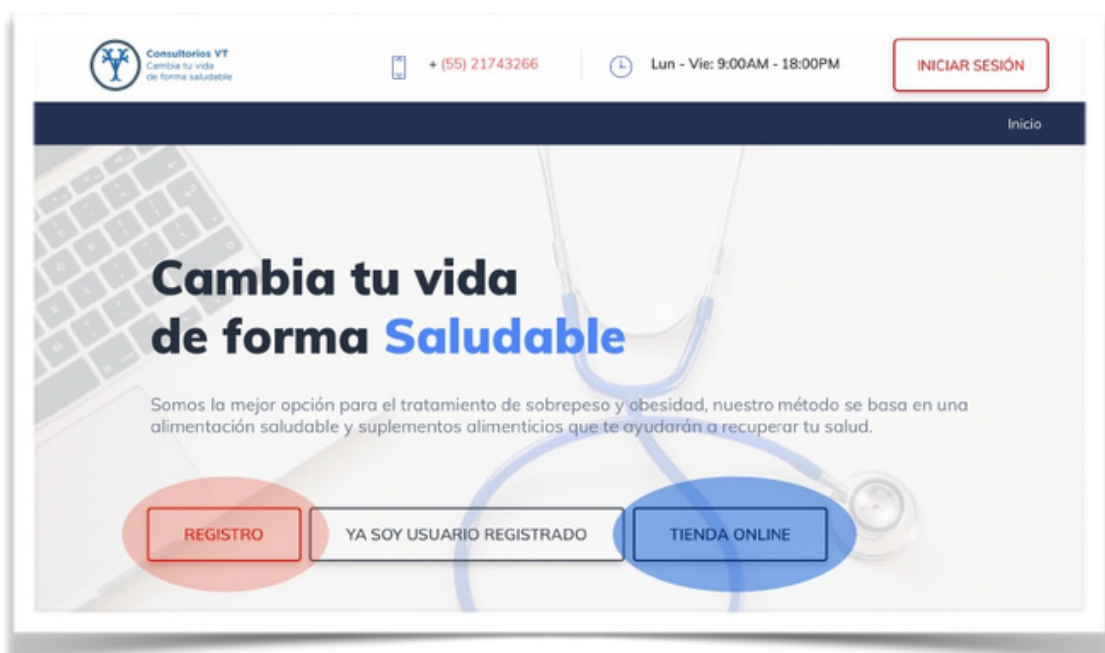 Consultorios VT
Cambia tu vida
de forma saludable
+ (55) 21743266
Lun - Vie: 9:00AM - 18:00PM
INICIAR SESIÓN
Inicio
Cambia tu vida
de forma Saludable
Somos la mejor opción para el tratamiento de sobrepeso y obesidad, nuestro método se basa en una
alimentación saludable y suplementos alimenticios que te ayudarán a recuperar tu salud.
REGISTRO
YA SOY USUARIO REGISTRADO
TIENDA ONLINE